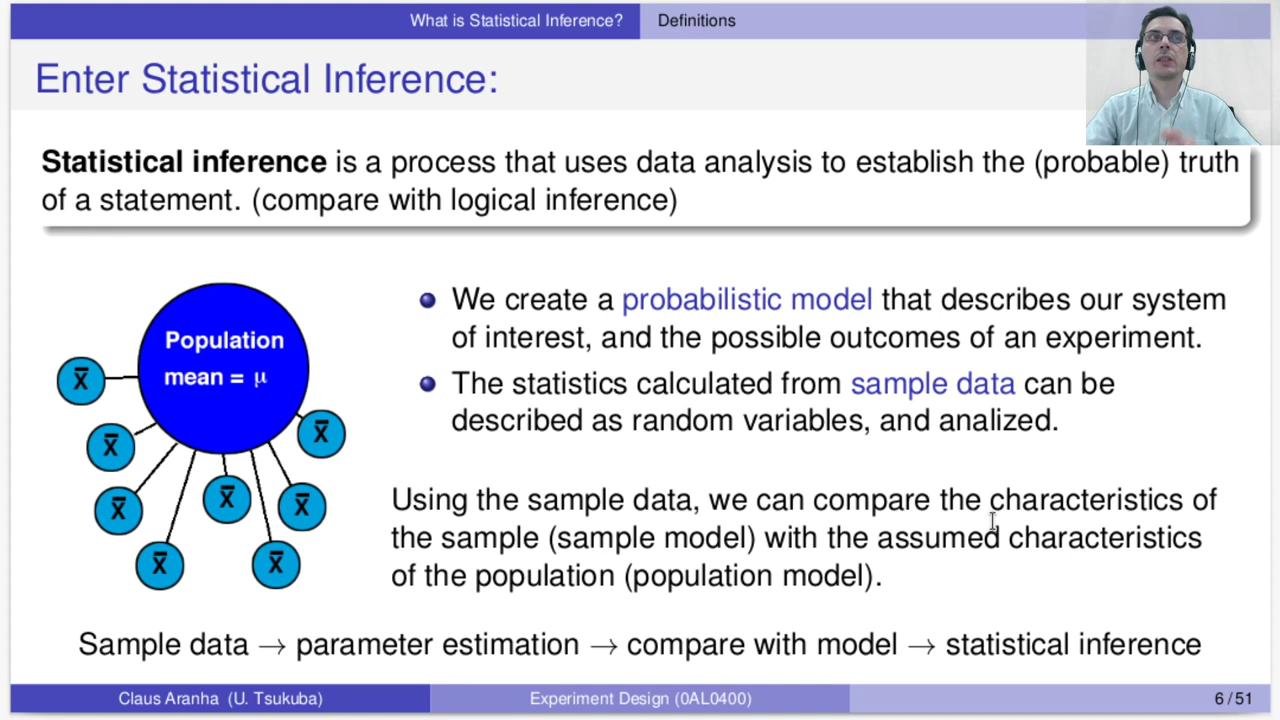 What is Statistical Inference? Definitions
Enter Statistical Inference:
Statistical inference is a process that uses data analysis to establish the (probable) truth
of a statement. (compare with logical inference)
Population
mean = μ
X̄
X̄
X̄
X̄
X̄
X̄
X̄
X̄
We create a probabilistic model that describes our system
of interest, and the possible outcomes of an experiment.
The statistics calculated from sample data can be
described as random variables, and analized.
Using the sample data, we can compare the characteristics of
the sample (sample model) with the assumed characteristics
of the population (population model).
Sample data → parameter estimation → compare with model → statistical inference
Claus Aranha (U. Tsukuba) Experiment Design (0AL0400) 6 / 51